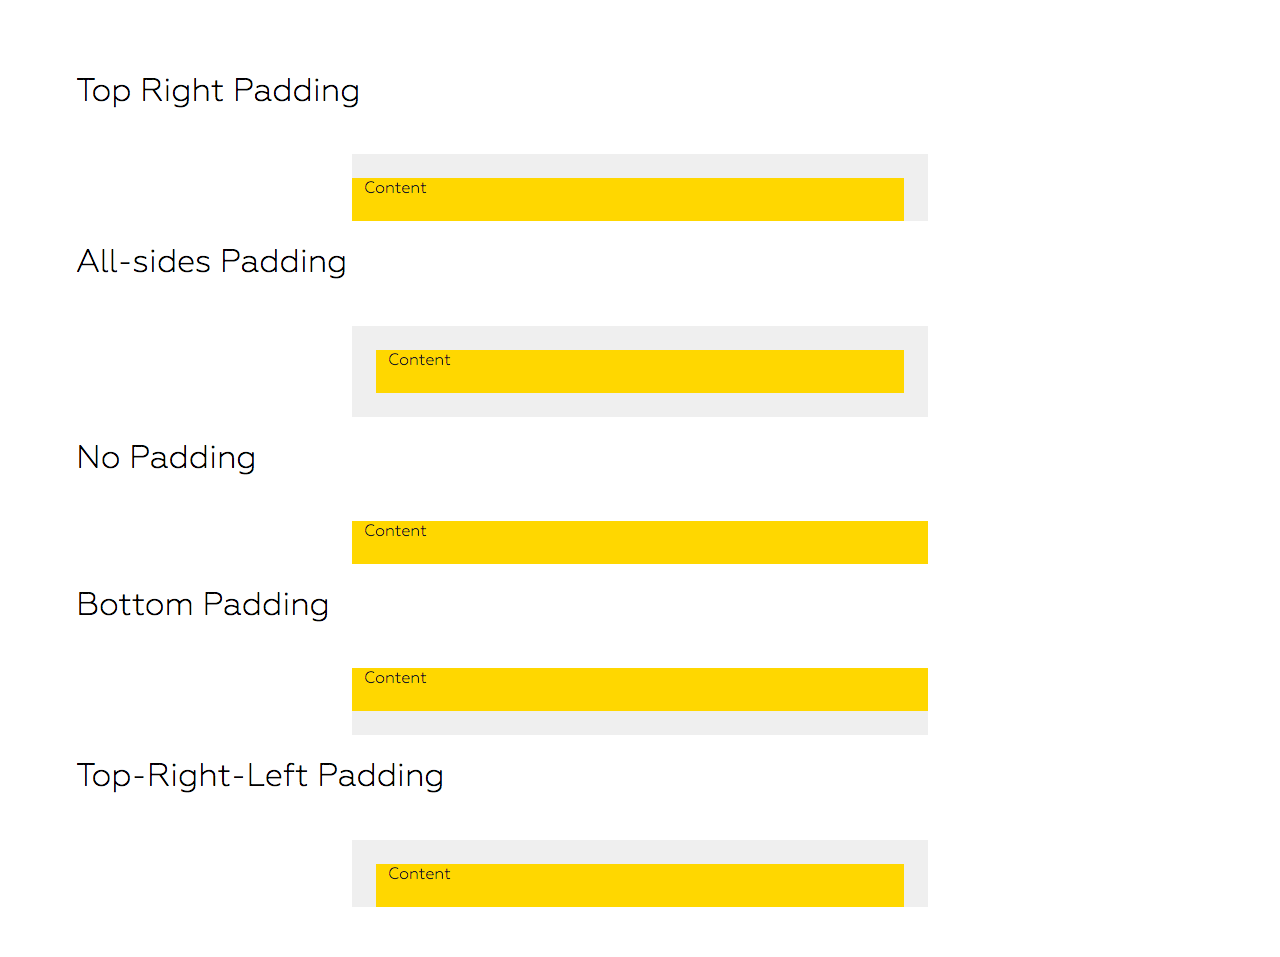 Top Right Padding
Content
All-sides Padding
Content
No Padding
Content
Bottom Padding
Content
Top-Right-Left Padding
Content